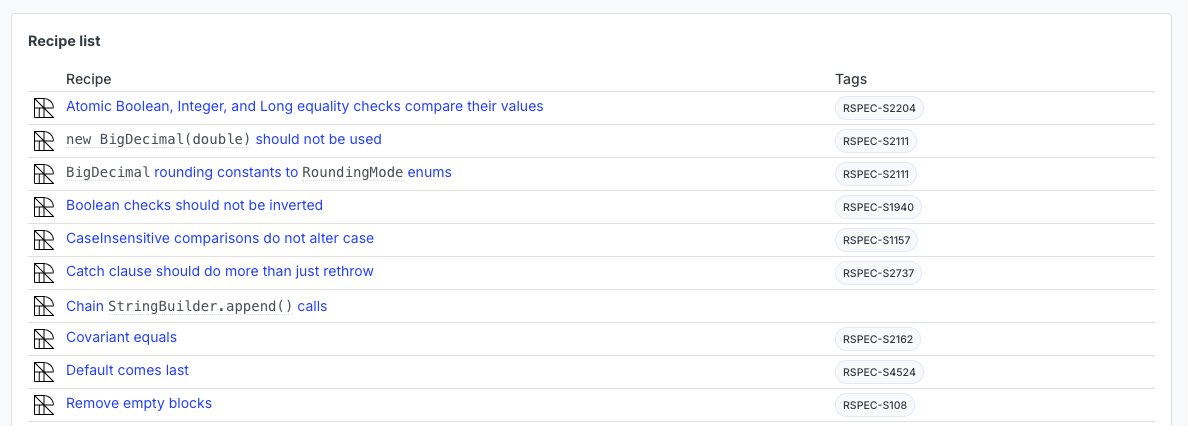 Recipe list
Recipe Tags
Atomic Boolean, Integer, and Long equality checks compare their values RSPEC-S2204
new BigDecimal(double) should not be used RSPEC-S2111
BigDecimal rounding constants to RoundingMode enums RSPEC-S2111
Boolean checks should not be inverted RSPEC-S1940
CaseInsensitive comparisons do not alter case RSPEC-S1157
Catch clause should do more than just rethrow RSPEC-S2737
Chain StringBuilder.append() calls
Covariant equals RSPEC-S2162
Default comes last RSPEC-S4524
Remove empty blocks RSPEC-S108